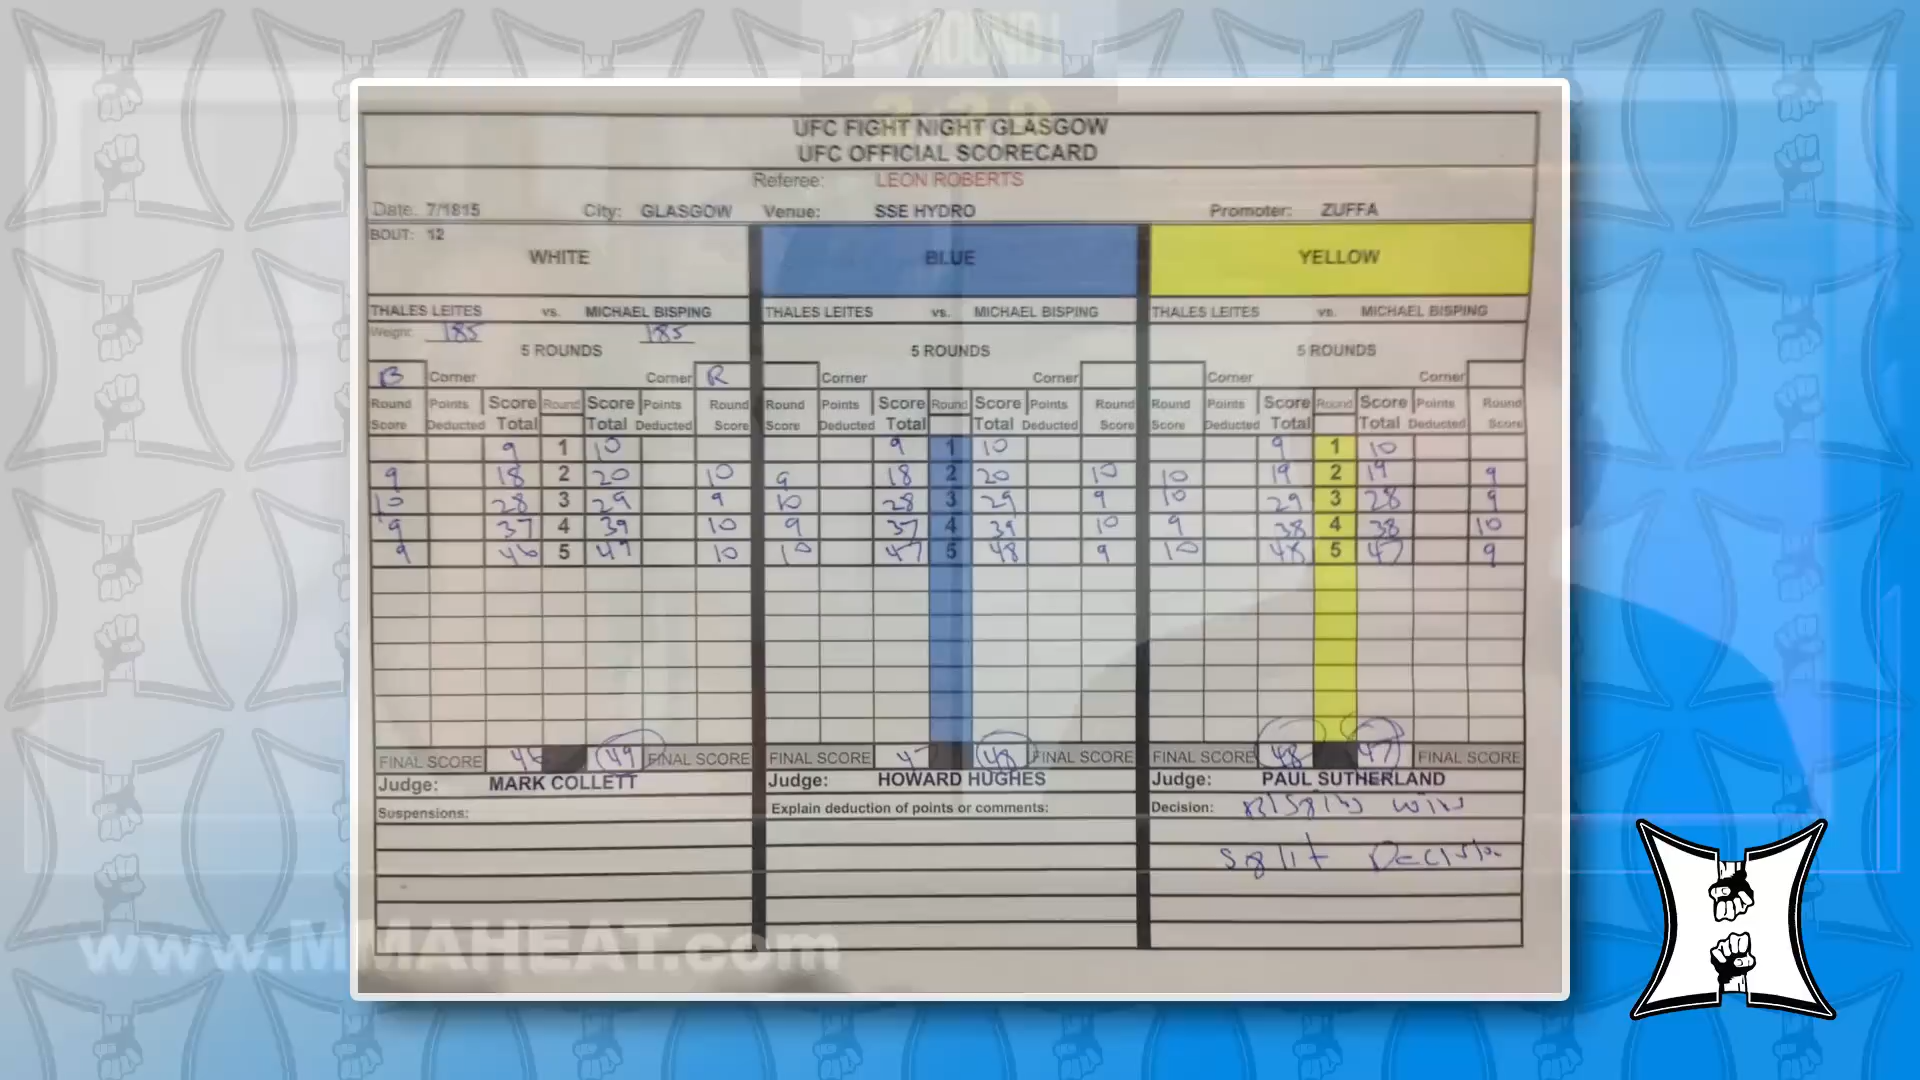 UFC FIGHT NIGHT GLASGOW
UFC OFFICIAL SCORECARD
Referee: LEON ROBERTS
Date: 7/1815 City: GLASGOW Venue: SSE HYDRO Promoter: ZUFFA
BOUT: 12
WHITE BLUE YELLOW
THALES LEITES vs. MICHAEL BISPING THALES LEITES vs. MICHAEL BISPING THALES LEITES vs. MICHAEL BISPING
Weight: 185 185
5 ROUNDS 5 ROUNDS 5 ROUNDS
B Corner Corner R Corner Corner Corner Corner
Round Points Score Round Score Points Round Round Points Score Round Score Points Round Round Points Score Round Score Points Round
Score Deducted Total Total Deducted Score Score Deducted Total Total Deducted Score Score Deducted Total Total Deducted Score
9 1 10 9 1 10 9 1 10
9 18 2 20 10 9 18 2 20 10 10 19 2 19 9
10 28 3 29 9 10 28 3 29 9 10 29 3 28 9
9 37 4 39 10 9 37 4 39 10 9 38 4 38 10
9 46 5 49 10 10 47 5 48 9 10 48 5 47 9
FINAL SCORE 46 49 FINAL SCORE FINAL SCORE 47 48 FINAL SCORE FINAL SCORE 48 47 FINAL SCORE
Judge: MARK COLLETT Judge: HOWARD HUGHES Judge: PAUL SUTHERLAND
Suspensions: Explain deduction of points or comments: Decision: Bisping wins
Split Decision
www.MMAHEAT.com